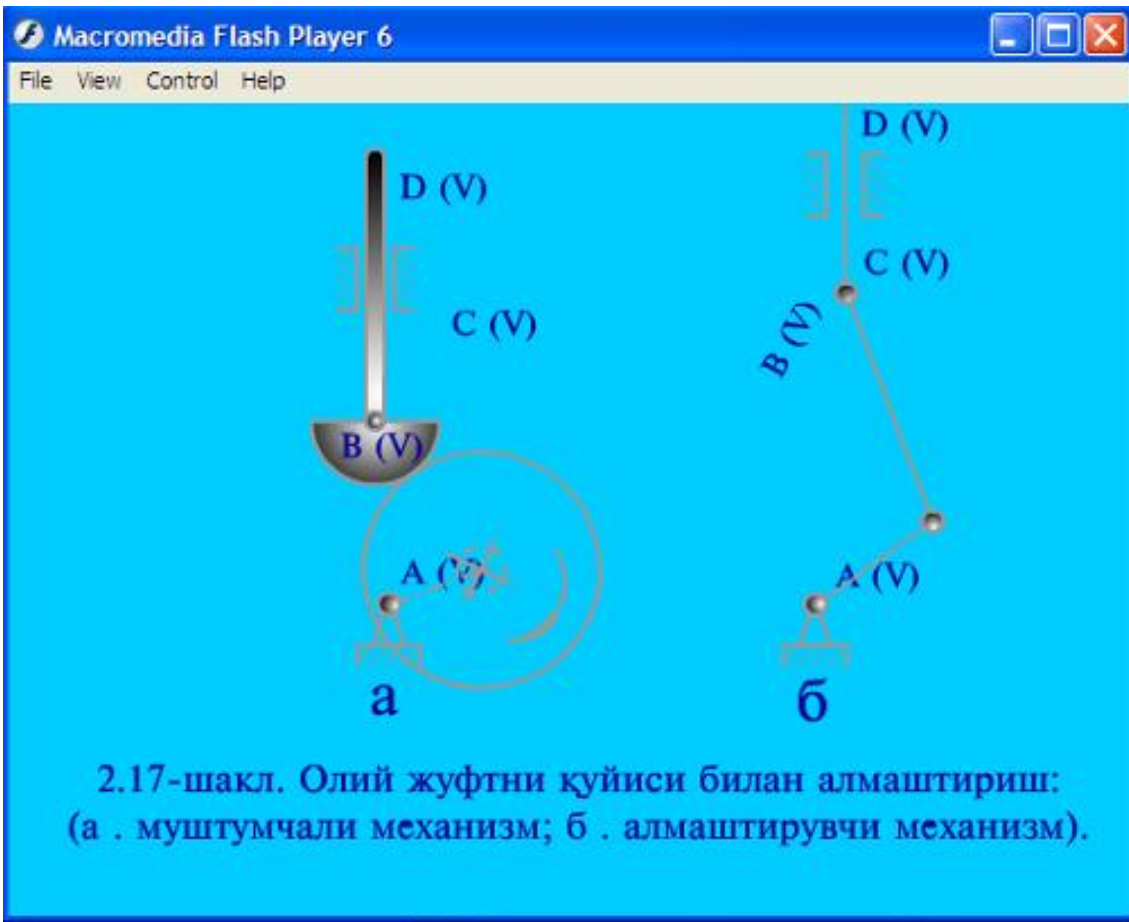 Macromedia Flash Player 6
File View Control Help
D (V)
D (V)
C (V)
C (V)
B (V)
B (V)
A (V)
A (V)
а
б
2.17-шакл. Олий жуфтни қуйиси билан алмаштириш:
(а . муштумчали механизм; б . алмаштирувчи механизм).